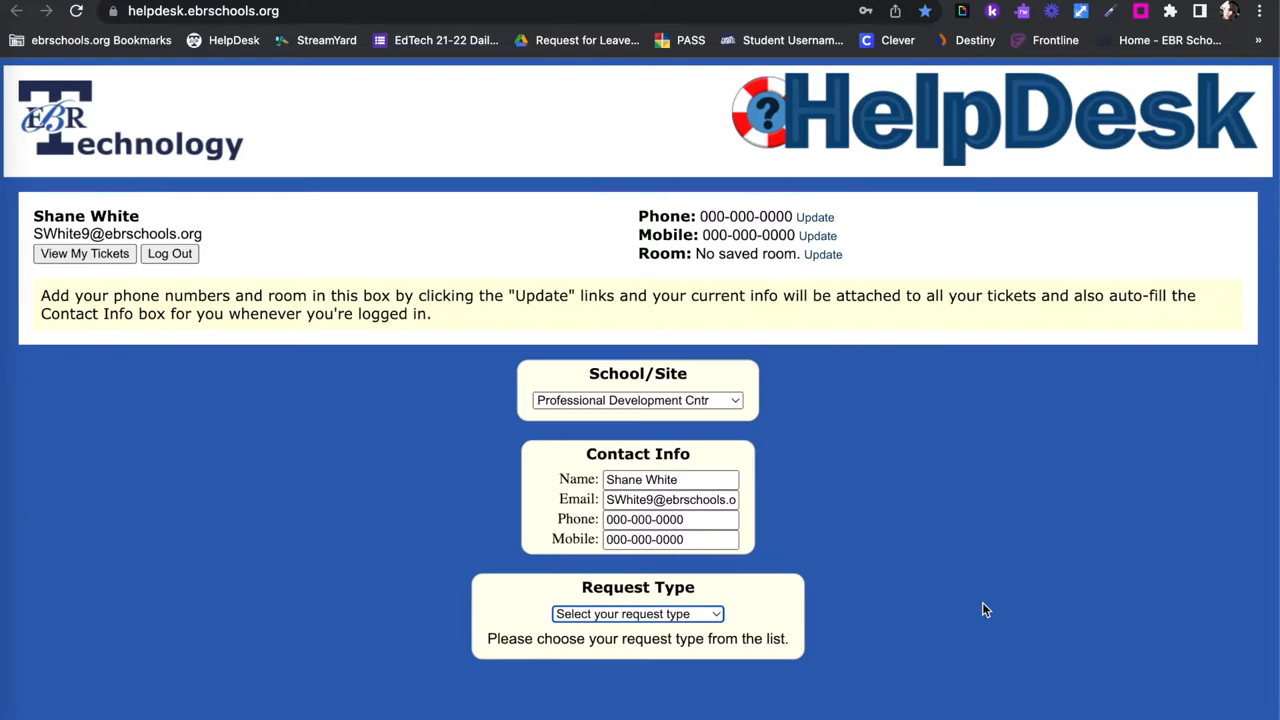 helpdesk.ebrschools.org
ebrschools.org Bookmarks HelpDesk StreamYard EdTech 21-22 Dail... Request for Leave... PASS Student Usernam... Clever Destiny Frontline Home - EBR Scho... »
EBR Technology
? HelpDesk
Shane White
SWhite9@ebrschools.org
View My Tickets Log Out
Phone: 000-000-0000 Update
Mobile: 000-000-0000 Update
Room: No saved room. Update
Add your phone numbers and room in this box by clicking the "Update" links and your current info will be attached to all your tickets and also auto-fill the
Contact Info box for you whenever you're logged in.
School/Site
Professional Development Cntr
Contact Info
Name: Shane White
Email: SWhite9@ebrschools.o
Phone: 000-000-0000
Mobile: 000-000-0000
Request Type
Select your request type
Please choose your request type from the list.